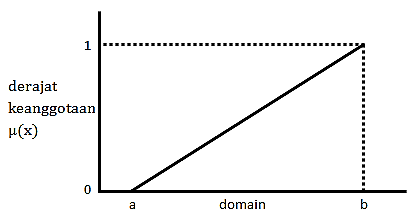 1
derajat
keanggotaan
μ(x)
0
a domain b